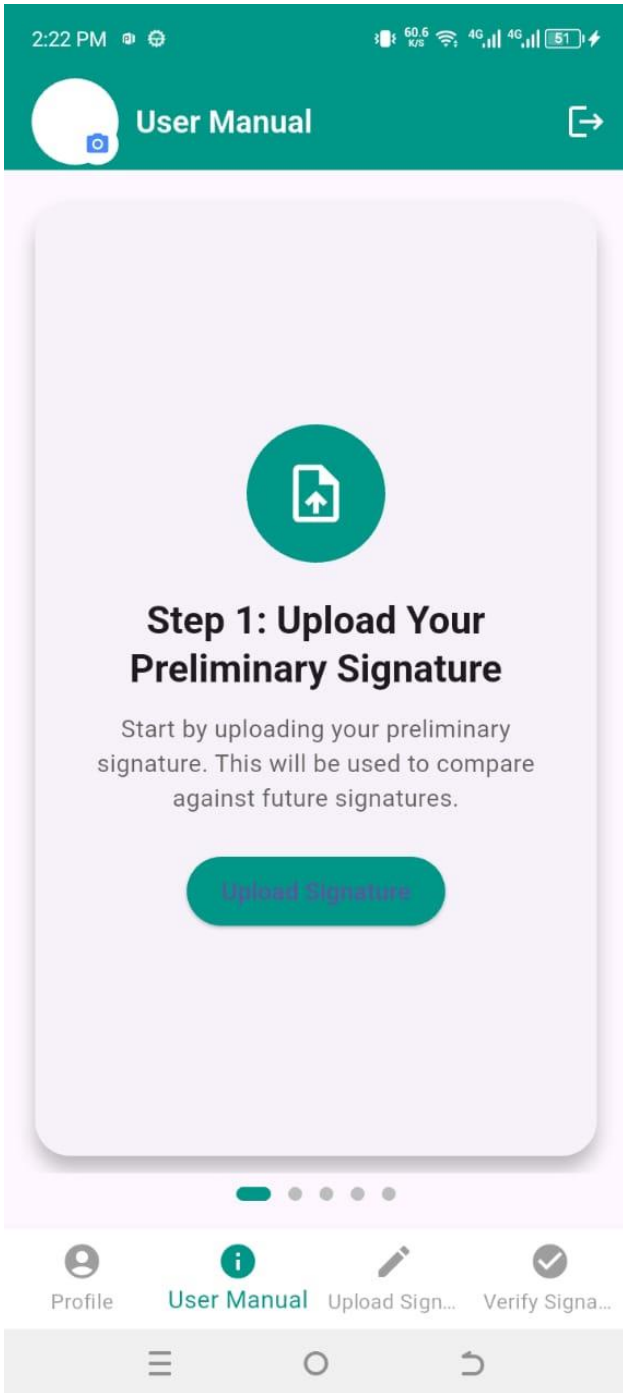 2:22 PM
60.6 K/S 4G 4G 51
User Manual
Step 1: Upload Your
Preliminary Signature
Start by uploading your preliminary
signature. This will be used to compare
against future signatures.
Upload Signature
Profile User Manual Upload Sign... Verify Signa...